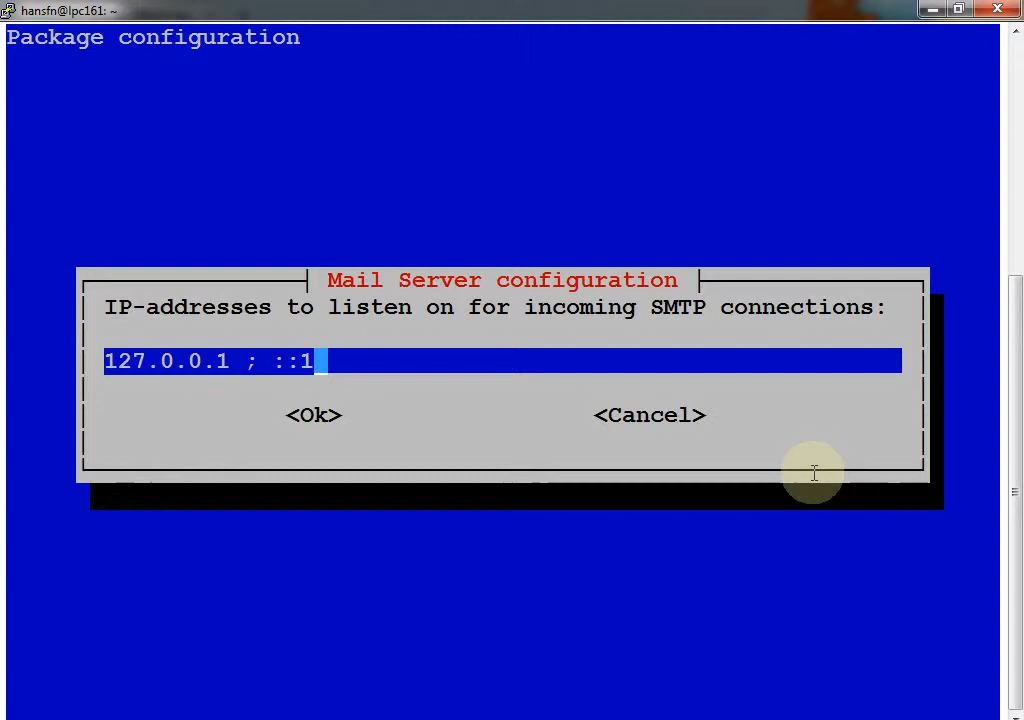 hansfn@lpc161: ~
Package configuration
Mail Server configuration
IP-addresses to listen on for incoming SMTP connections:
127.0.0.1 ; ::1
<Ok> <Cancel>